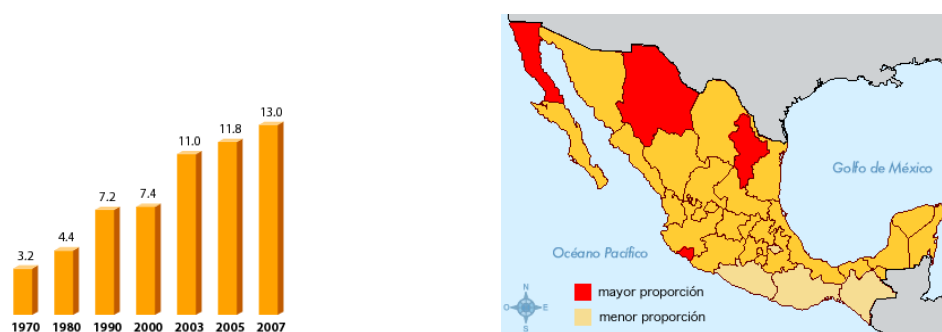 3.2
4.4
7.2
7.4
11.0
11.8
13.0
1970 1980 1990 2000 2003 2005 2007
Golfo de México
Océano Pacífico
N
O E
S
mayor proporción
menor proporción